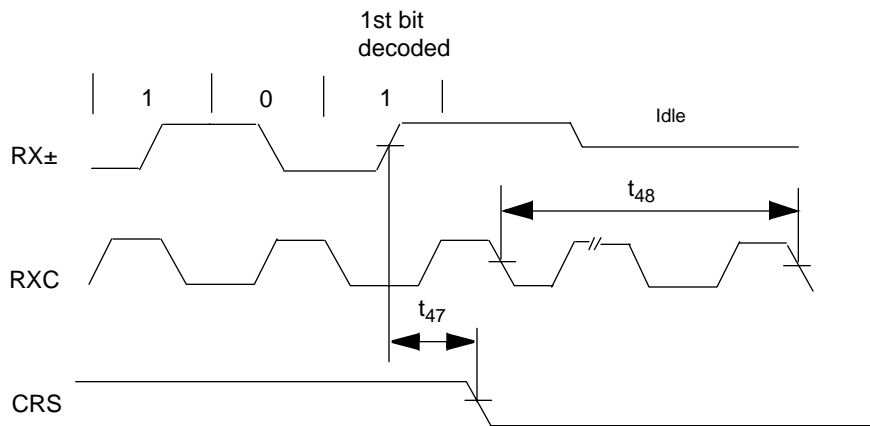 1st bit
decoded
1 0 1
RX±
Idle
t48
RXC
t47
CRS